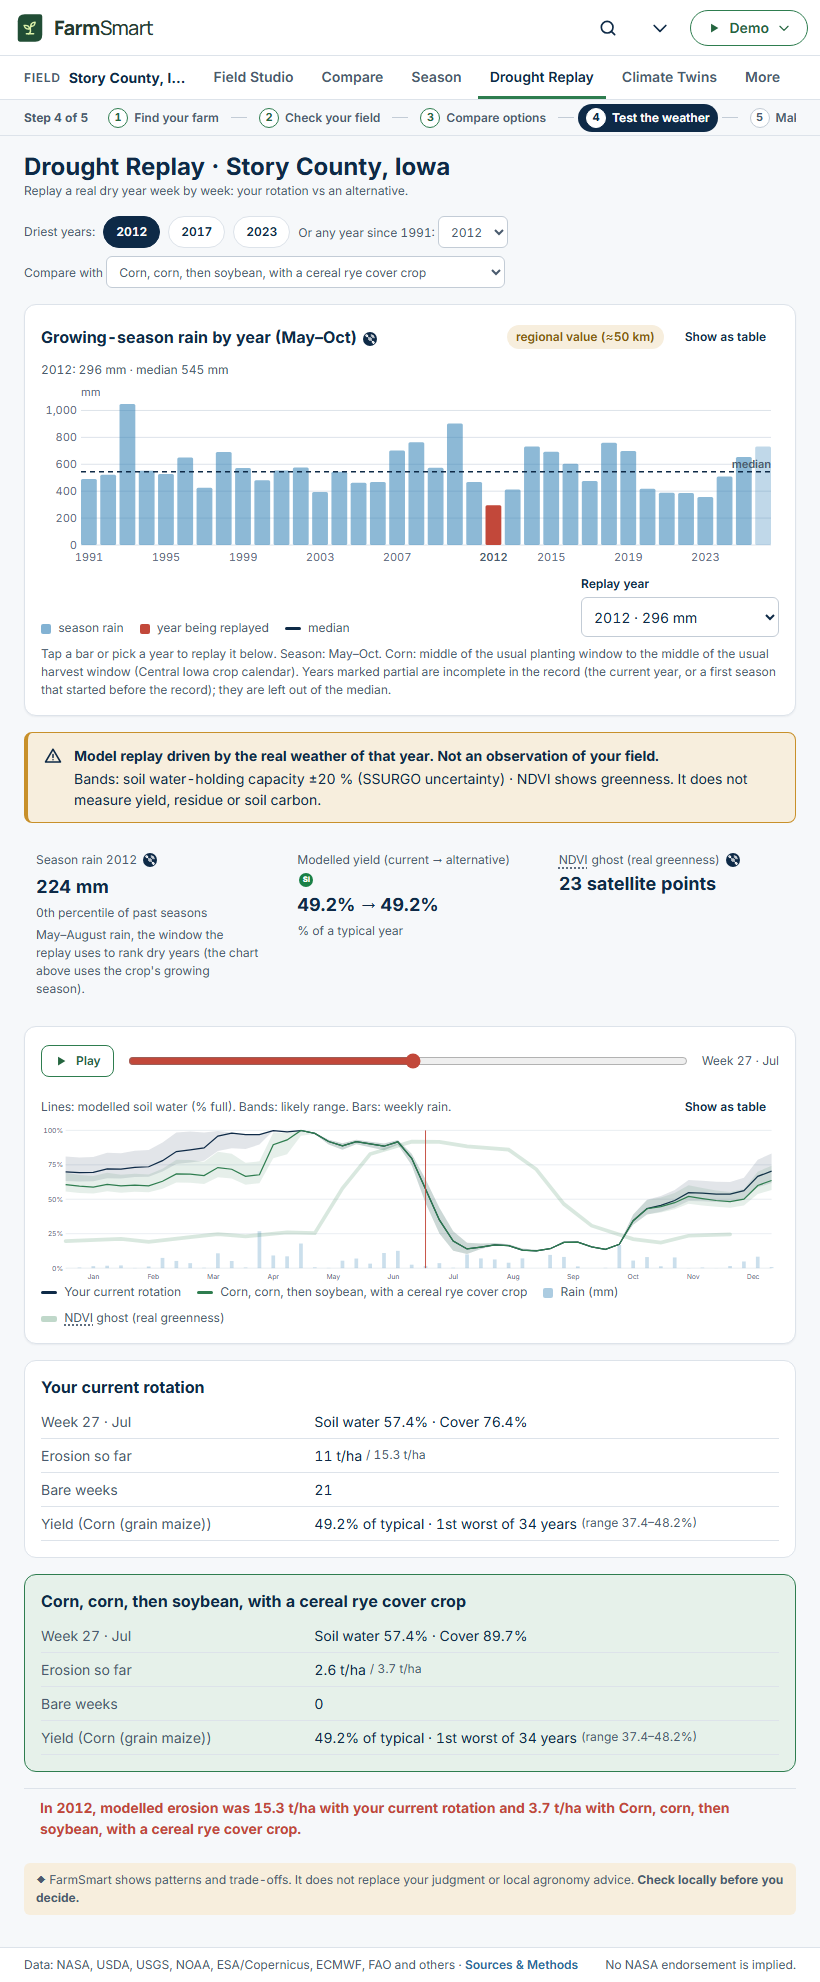 FarmSmart
Demo
FIELD Story County, I... Field Studio Compare Season Drought Replay Climate Twins More
Step 4 of 5 1 Find your farm 2 Check your field 3 Compare options 4 Test the weather 5 Mal
Drought Replay · Story County, Iowa
Replay a real dry year week by week: your rotation vs an alternative.
Driest years: 2012 2017 2023 Or any year since 1991: 2012
Compare with Corn, corn, then soybean, with a cereal rye cover crop
Growing-season rain by year (May–Oct) regional value (≈50 km) Show as table
2012: 296 mm · median 545 mm
mm
1,000
800
600
400
200
0
median
1991 1995 1999 2003 2007 2012 2015 2019 2023
Replay year
2012 · 296 mm
season rain year being replayed median
Tap a bar or pick a year to replay it below. Season: May–Oct. Corn: middle of the usual planting window to the middle of the usual
harvest window (Central Iowa crop calendar). Years marked partial are incomplete in the record (the current year, or a first season
that started before the record); they are left out of the median.
Model replay driven by the real weather of that year. Not an observation of your field.
Bands: soil water-holding capacity ±20 % (SSURGO uncertainty) · NDVI shows greenness. It does not
measure yield, residue or soil carbon.
Season rain 2012
224 mm
0th percentile of past seasons
May–August rain, the window the
replay uses to rank dry years (the chart
above uses the crop's growing
season).
Modelled yield (current → alternative)
SI
49.2% → 49.2%
% of a typical year
NDVI ghost (real greenness)
23 satellite points
Play Week 27 · Jul
Lines: modelled soil water (% full). Bands: likely range. Bars: weekly rain. Show as table
100%
75%
50%
25%
0%
Jan Feb Mar Apr May Jun Jul Aug Sep Oct Nov Dec
Your current rotation Corn, corn, then soybean, with a cereal rye cover crop Rain (mm)
NDVI ghost (real greenness)
Your current rotation
Week 27 · Jul Soil water 57.4% · Cover 76.4%
Erosion so far 11 t/ha / 15.3 t/ha
Bare weeks 21
Yield (Corn (grain maize)) 49.2% of typical · 1st worst of 34 years (range 37.4–48.2%)
Corn, corn, then soybean, with a cereal rye cover crop
Week 27 · Jul Soil water 57.4% · Cover 89.7%
Erosion so far 2.6 t/ha / 3.7 t/ha
Bare weeks 0
Yield (Corn (grain maize)) 49.2% of typical · 1st worst of 34 years (range 37.4–48.2%)
In 2012, modelled erosion was 15.3 t/ha with your current rotation and 3.7 t/ha with Corn, corn, then
soybean, with a cereal rye cover crop.
FarmSmart shows patterns and trade-offs. It does not replace your judgment or local agronomy advice. Check locally before you
decide.
Data: NASA, USDA, USGS, NOAA, ESA/Copernicus, ECMWF, FAO and others · Sources & Methods No NASA endorsement is implied.